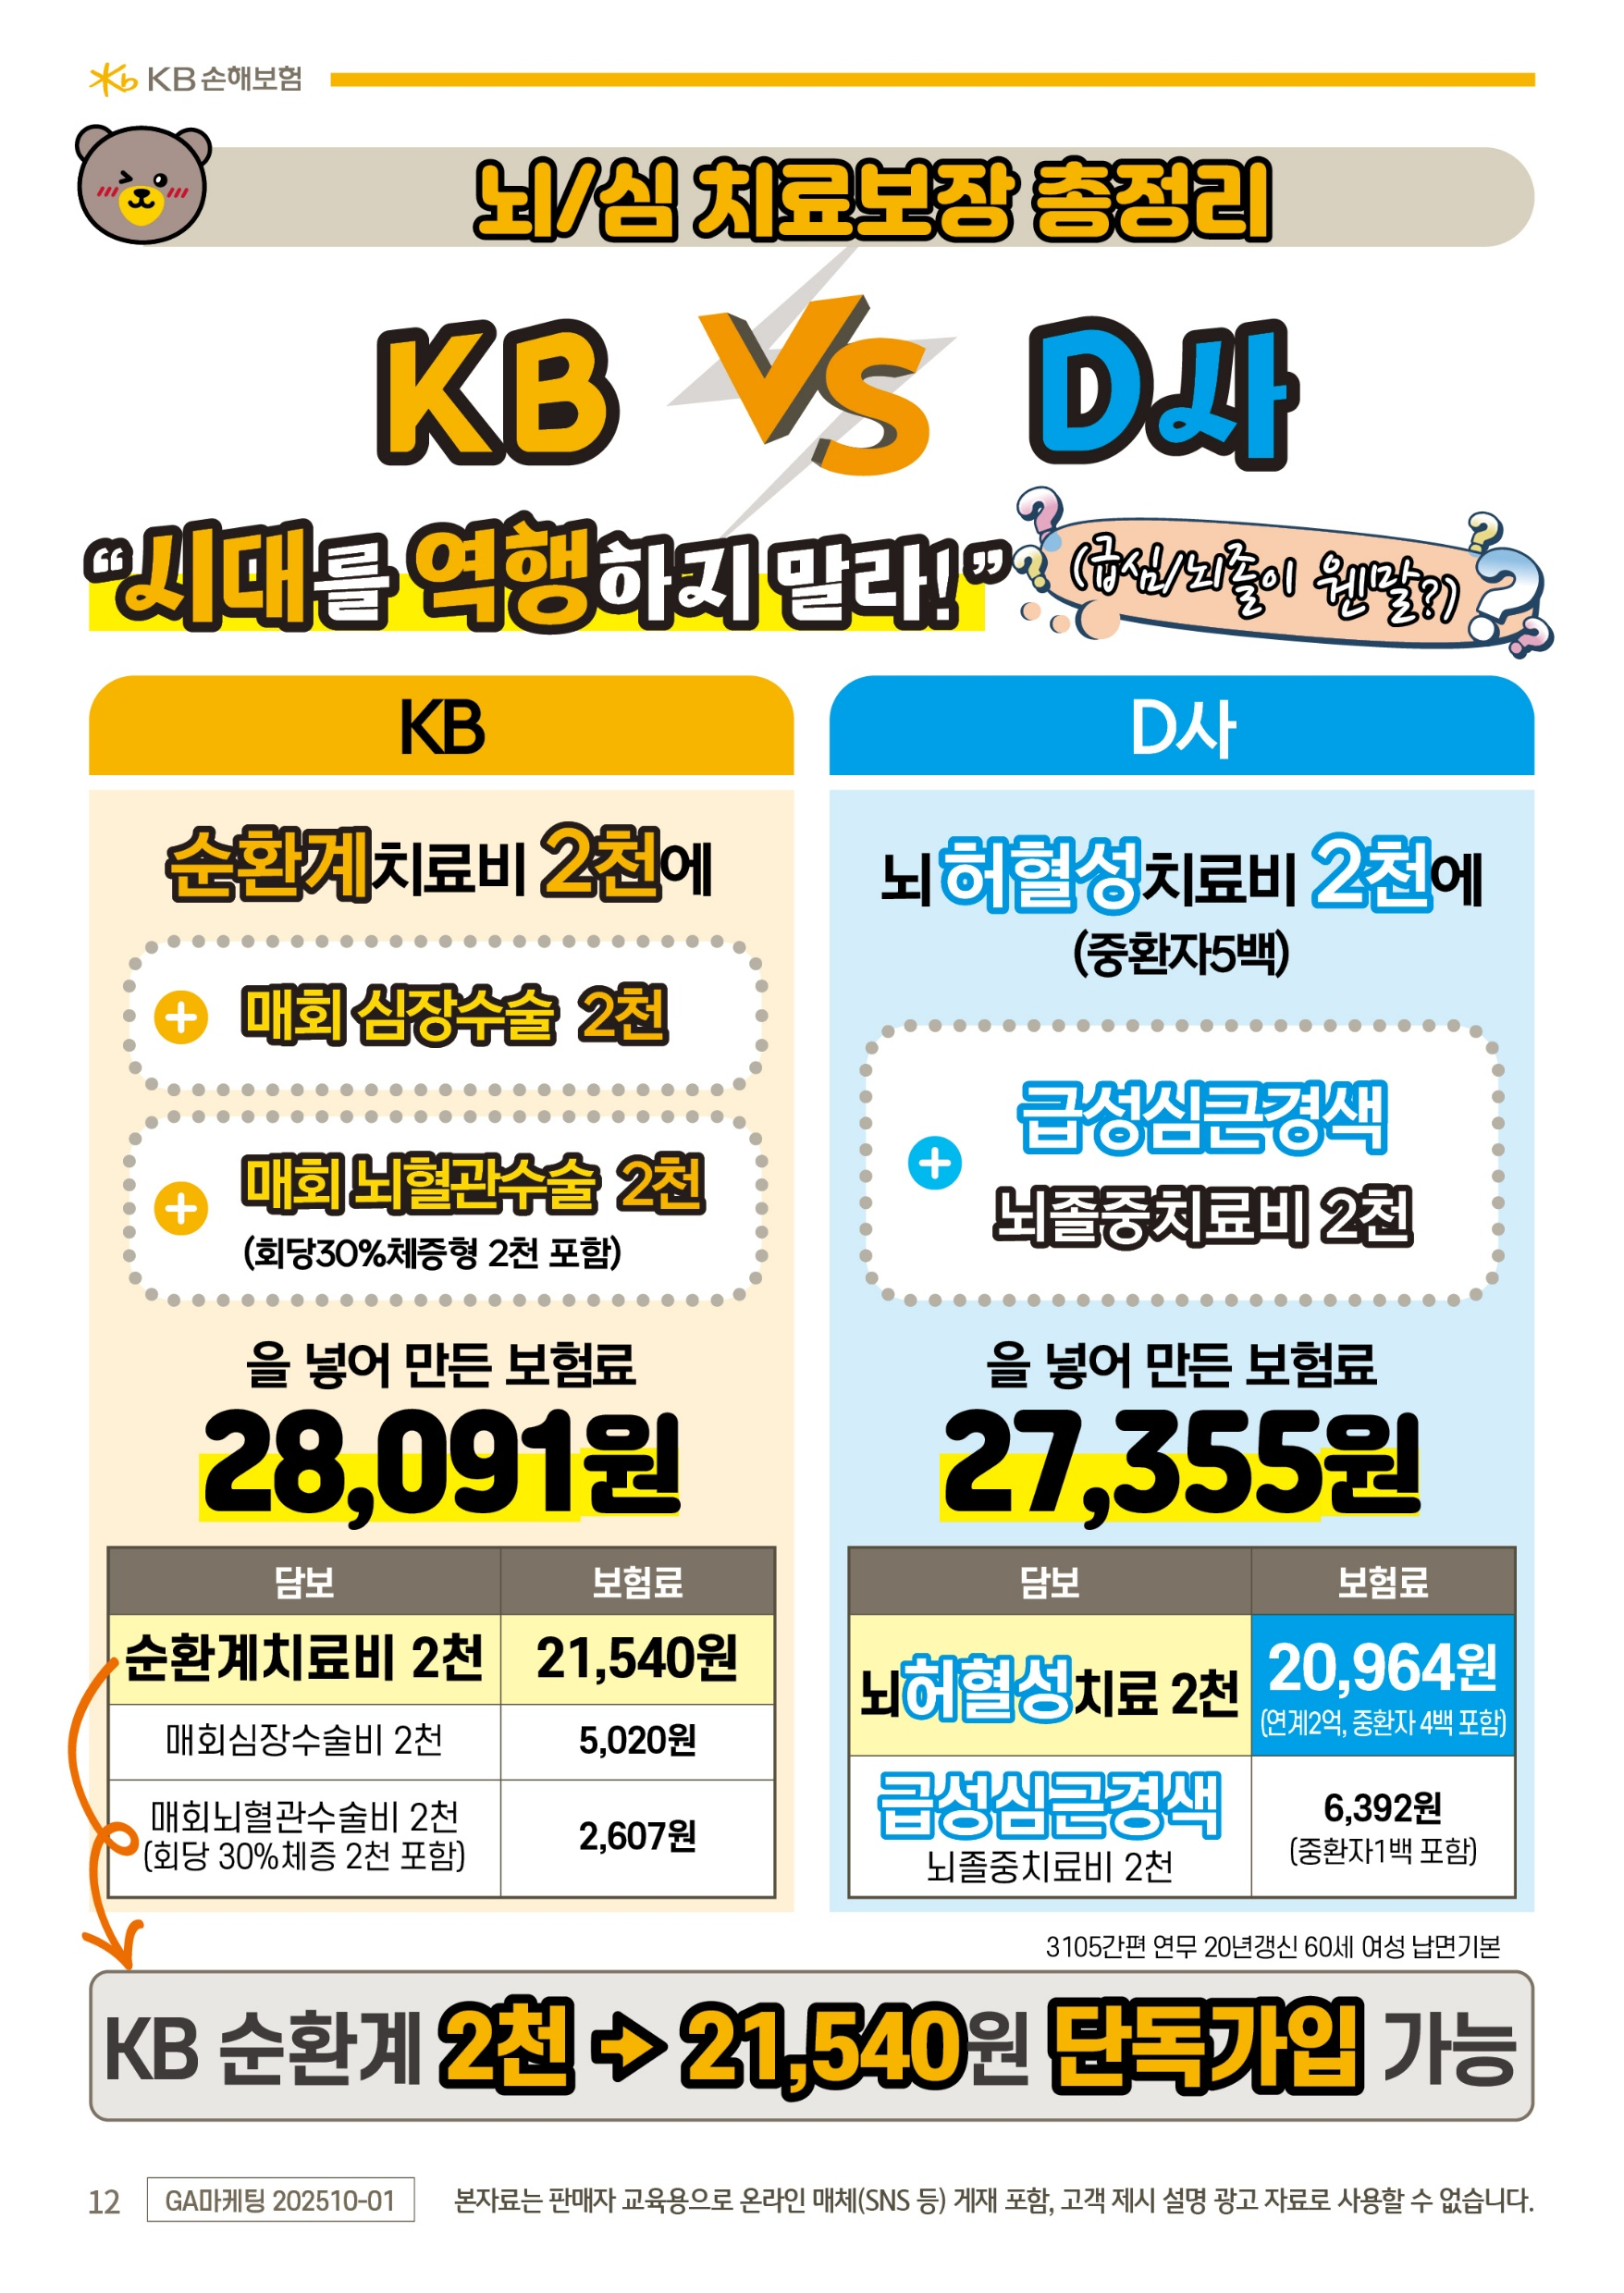 KB 손해보험
뇌/심 치료보장 총정리
KB VS D사
“시대를 역행하지 말라!”
(급심/뇌졸이 웬말?)
KB
순환계치료비 2천에
+ 매회 심장수술 2천
+ 매회 뇌혈관수술 2천
(회당30%체증형 2천 포함)
을 넣어 만든 보험료
28,091원
담보 보험료
순환계치료비 2천 21,540원
매회심장수술비 2천 5,020원
매회뇌혈관수술비 2천
(회당 30%체증 2천 포함) 2,607원
D사
뇌허혈성치료비 2천에
(중환자5백)
+ 급성심근경색
뇌졸중치료비 2천
을 넣어 만든 보험료
27,355원
담보 보험료
뇌허혈성치료 2천 20,964원
(연계2억, 중환자 4백 포함)
급성심근경색
뇌졸중치료비 2천 6,392원
(중환자1백 포함)
3105간편 연무 20년갱신 60세 여성 납면기본
KB 순환계 2천 → 21,540원 단독가입 가능
12 GA마케팅 202510-01 본자료는 판매자 교육용으로 온라인 매체(SNS 등) 게재 포함, 고객 제시 설명 광고 자료로 사용할 수 없습니다.